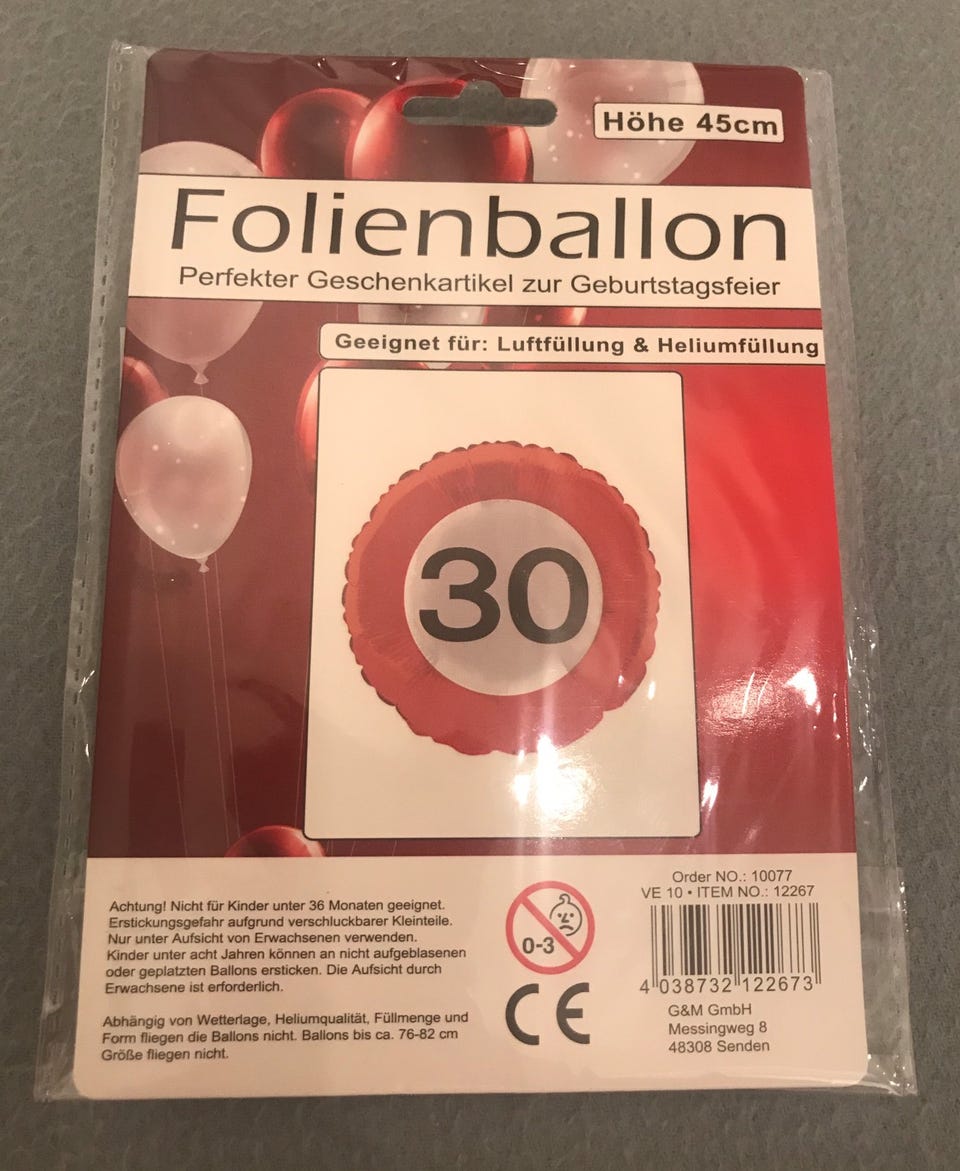 Höhe 45cm
Folienballon
Perfekter Geschenkartikel zur Geburtstagsfeier
Geeignet für: Luftfüllung & Heliumfüllung
30
Order NO.: 10077
VE 10 • ITEM NO.: 12267
Achtung! Nicht für Kinder unter 36 Monaten geeignet.
Erstickungsgefahr aufgrund verschluckbarer Kleinteile.
Nur unter Aufsicht von Erwachsenen verwenden.
Kinder unter acht Jahren können an nicht aufgeblasenen
oder geplatzten Ballons ersticken. Die Aufsicht durch
Erwachsene ist erforderlich.
Abhängig von Wetterlage, Heliumqualität, Füllmenge und
Form fliegen die Ballons nicht. Ballons bis ca. 76-82 cm
Größe fliegen nicht.
0-3
CE
4 038732 122673
G&M GmbH
Messingweg 8
48308 Senden